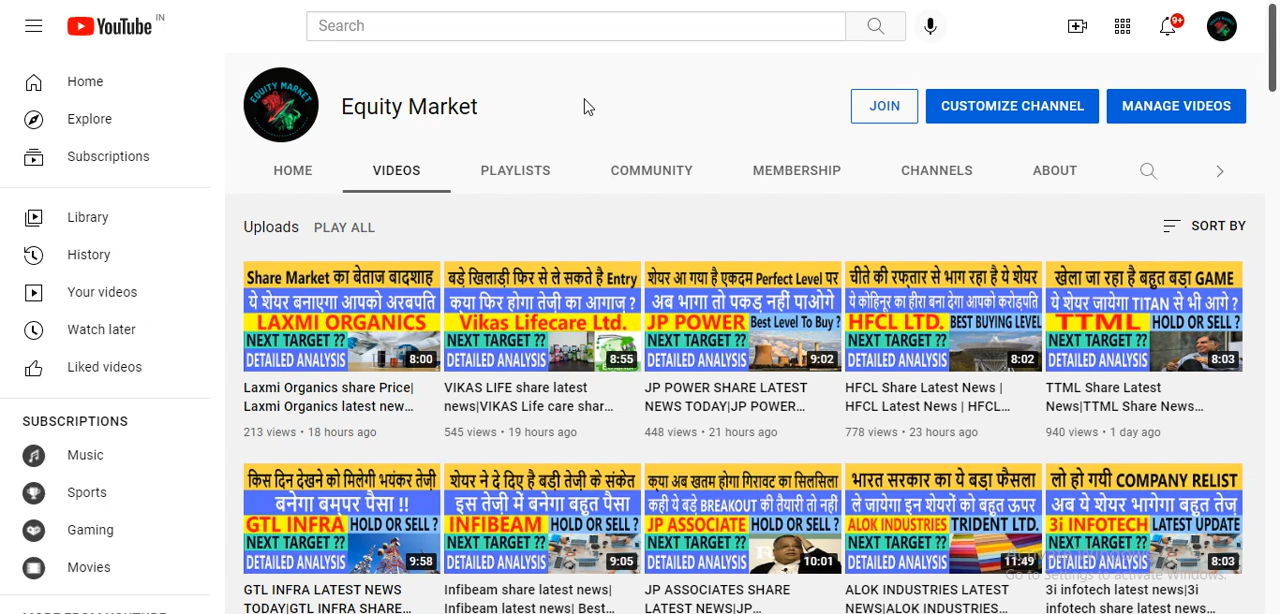 YouTube IN
Search
9+
Home
Explore
Subscriptions
Library
History
Your videos
Watch later
Liked videos
SUBSCRIPTIONS
Music
Sports
Gaming
Movies
EQUITY MARKET
Equity Market
JOIN
CUSTOMIZE CHANNEL
MANAGE VIDEOS
HOME VIDEOS PLAYLISTS COMMUNITY MEMBERSHIP CHANNELS ABOUT
Uploads PLAY ALL
SORT BY
Share Market का बेताज बादशाह
ये शेयर बनाएगा आपको अरबपति
LAXMI ORGANICS
NEXT TARGET ??
DETAILED ANALYSIS
8:00
Laxmi Organics share Price|
Laxmi Organics latest new...
213 views • 18 hours ago
बड़े खिलाड़ी फिर से ले सकते है Entry
क्या फिर होगा तेजी का आगाज ?
Vikas Lifecare Ltd.
NEXT TARGET ??
DETAILED ANALYSIS
8:55
VIKAS LIFE share latest
news|VIKAS Life care shar...
545 views • 19 hours ago
शेयर आ गया है एकदम Perfect Level पर
अब भागा तो पकड़ नहीं पाओगे
JP POWER Best Level To Buy ?
NEXT TARGET ??
DETAILED ANALYSIS
9:02
JP POWER SHARE LATEST
NEWS TODAY|JP POWER...
448 views • 21 hours ago
चीते की रफ्तार से भाग रहा है ये शेयर
ये कोहिनूर का हीरा बना देगा आपको करोड़पति
HFCL LTD. BEST BUYING LEVEL
NEXT TARGET ??
DETAILED ANALYSIS
8:02
HFCL Share Latest News |
HFCL Latest News | HFCL...
778 views • 23 hours ago
खेला जा रहा है बहुत बड़ा GAME
ये शेयर जायेगा TITAN से भी आगे ?
TTML HOLD OR SELL ?
NEXT TARGET ??
DETAILED ANALYSIS
8:03
TTML Share Latest
News|TTML Share News...
940 views • 1 day ago
किस दिन देखने को मिलेगी भयंकर तेज़ी
बनेगा बम्पर पैसा !!
GTL INFRA HOLD OR SELL ?
NEXT TARGET ??
DETAILED ANALYSIS
9:58
GTL INFRA LATEST NEWS
TODAY|GTL INFRA SHARE...
शेयर ने दे दिए है बड़ी तेज़ी के संकेत
इस तेज़ी में बनेगा बहुत पैसा
INFIBEAM HOLD OR SELL ?
NEXT TARGET ??
DETAILED ANALYSIS
9:05
Infibeam share latest news|
Infibeam latest news| Best...
क्या अब खतम होगा गिरावट का सिलसिला
कही ये बड़े BREAKOUT की तैयारी तो नहीं
JP ASSOCIATE HOLD OR SELL ?
NEXT TARGET ??
DETAILED ANALYSIS
10:01
JP ASSOCIATES SHARE
LATEST NEWS|JP...
भारत सरकार का ये बड़ा फैसला
ले जायेगा इन शेयरों को बहुत ऊपर
ALOK INDUSTRIES TRIDENT LTD.
NEXT TARGET ??
DETAILED ANALYSIS
11:49
ALOK INDUSTRIES LATEST
NEWS|ALOK INDUSTRIES...
लो हो गयी COMPANY RELIST
अब ये शेयर भागेगा बहुत तेज़
3i INFOTECH LATEST UPDATE
NEXT TARGET ??
DETAILED ANALYSIS
8:03
3i infotech latest news|3i
infotech share latest news...
Go to Settings to activate Windows.